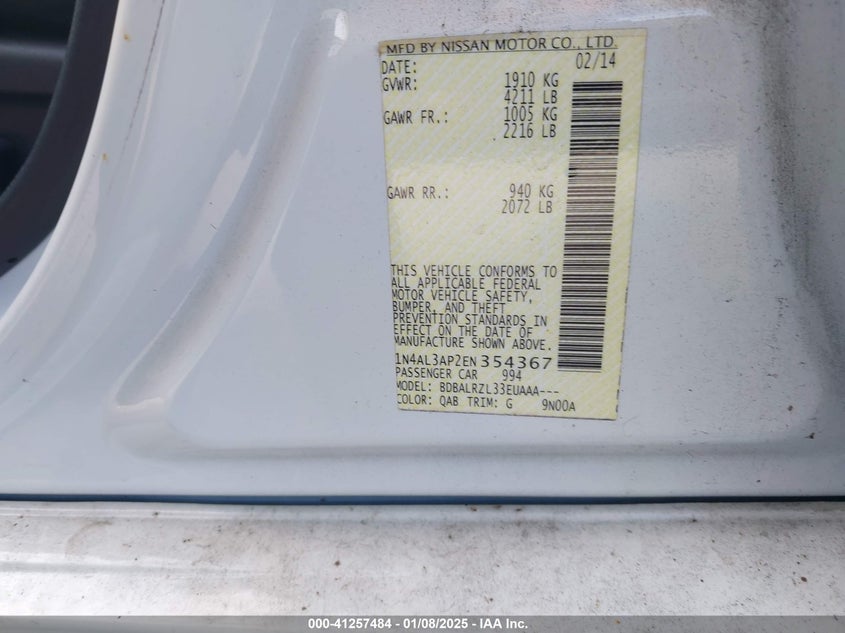 MFD BY NISSAN MOTOR CO., LTD.
DATE: 02/14
GVWR: 1910 KG
4211 LB
GAWR FR.: 1005 KG
2216 LB
GAWR RR.: 940 KG
2072 LB
THIS VEHICLE CONFORMS TO
ALL APPLICABLE FEDERAL
MOTOR VEHICLE SAFETY,
BUMPER, AND THEFT
PREVENTION STANDARDS IN
EFFECT ON THE DATE OF
MANUFACTURE SHOWN ABOVE.
1N4AL3AP2EN354367
PASSENGER CAR 994
MODEL: BDBALRZL33EUAAA---
COLOR: QAB TRIM: G 9N00A
000-41257484 - 01/08/2025 - IAA Inc.